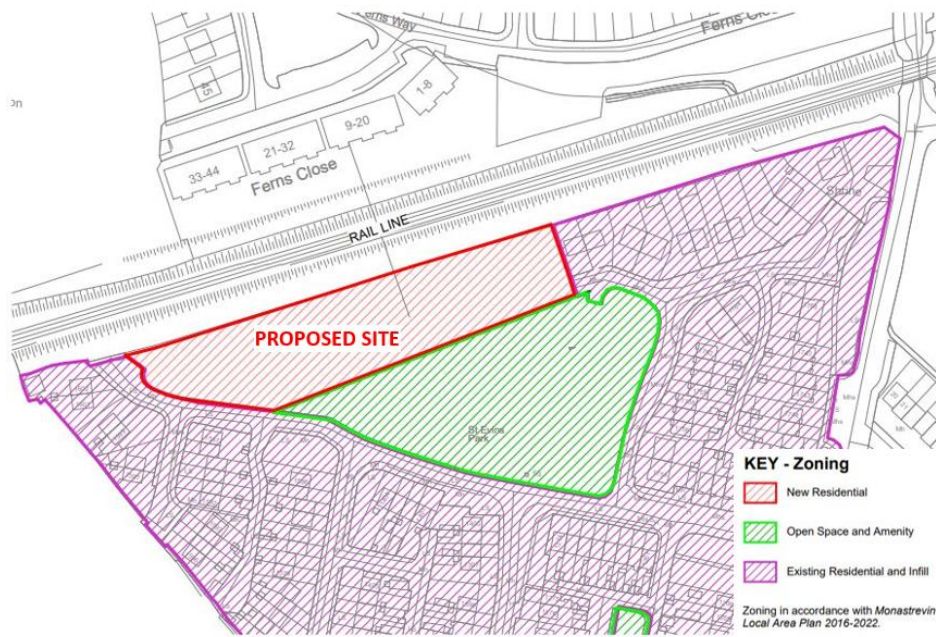 Ferns Way
Ferns Close
45
1-8
9-20
21-32
33-44
Ferns Close
RAIL LINE
Shrine
PROPOSED SITE
St Evins
Park
KEY - Zoning
New Residential
Open Space and Amenity
Existing Residential and Infill
Zoning in accordance with Monastrevin
Local Area Plan 2016-2022.